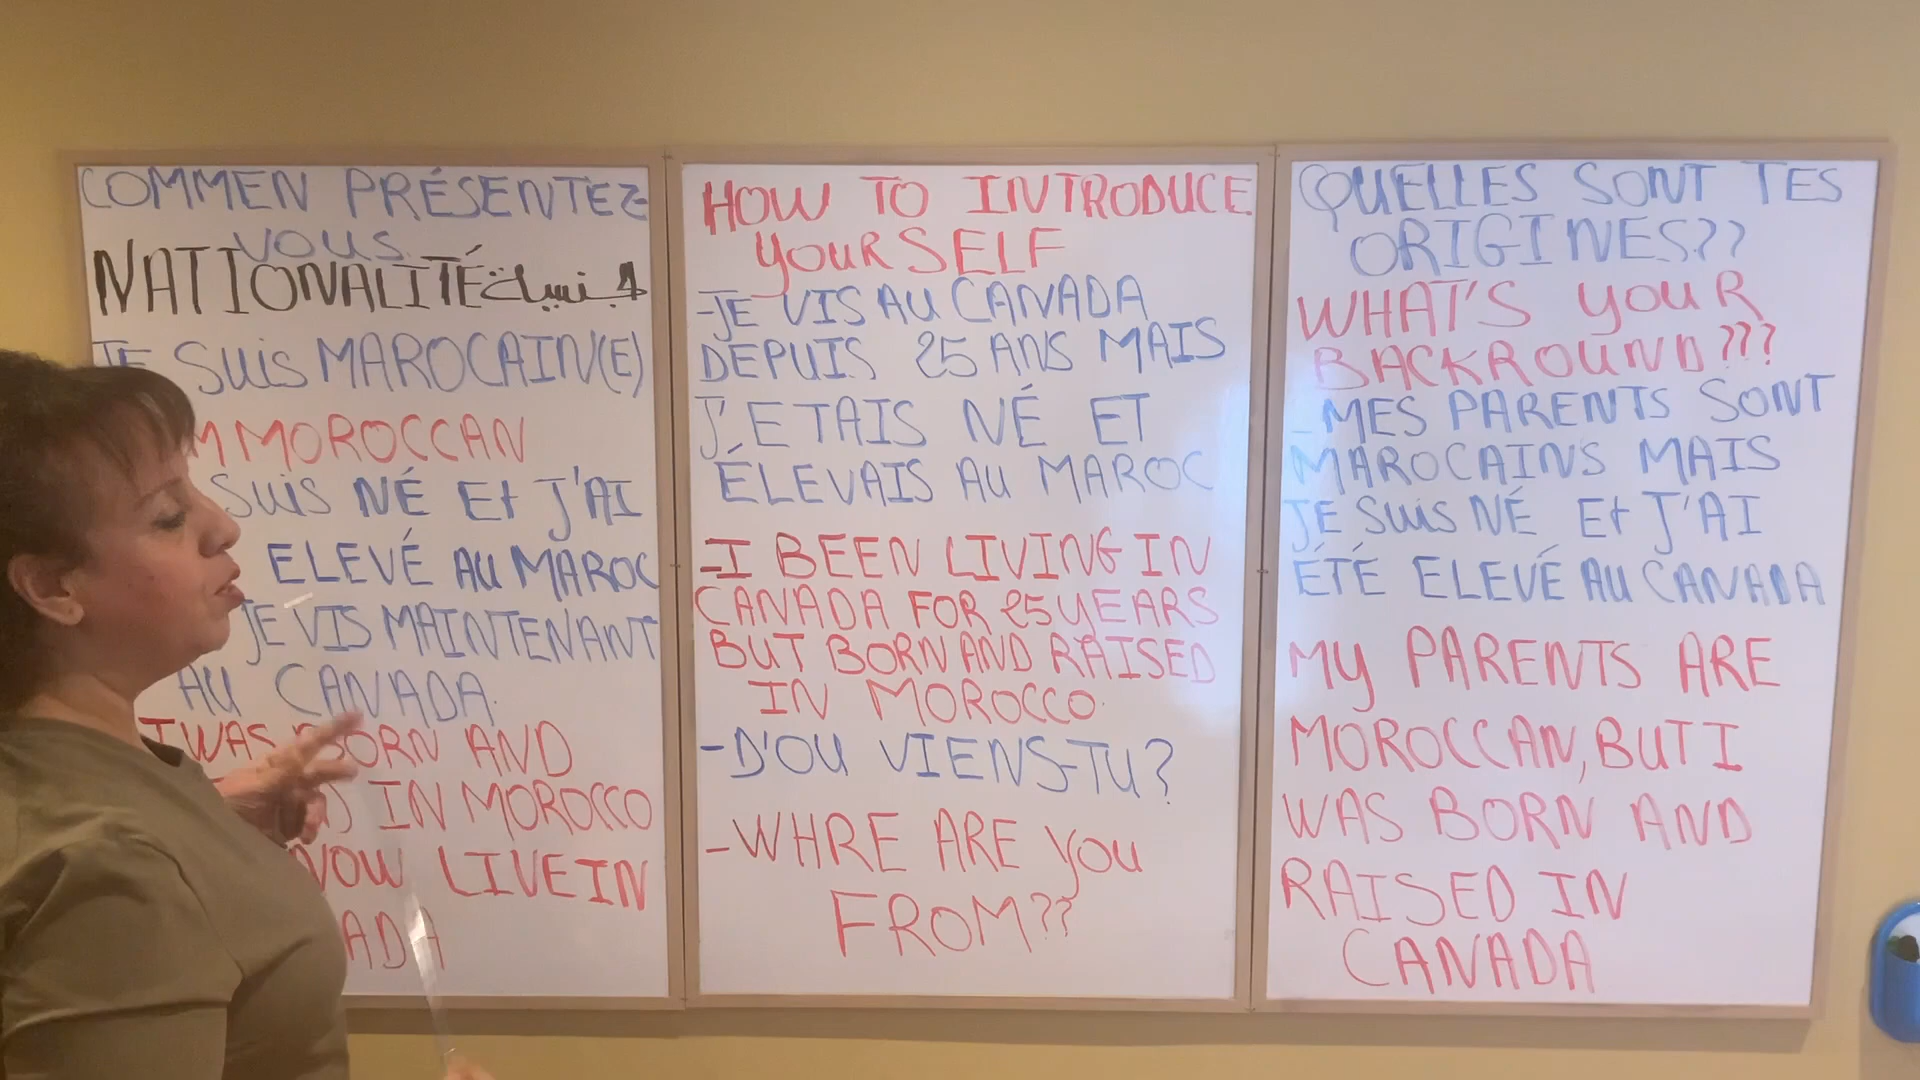 COMMEN PRÉSENTEZ-
VOUS
NATIONALITÉ الجنسية
JE SUIS MAROCAIN(E)
M MOROCCAN
SUIS NÉ Et J'AI
ELEVÉ AU MAROC
JE VIS MAINTENANT
AU CANADA.
I WAS BORN AND
IN MOROCCO
NOW LIVE IN
ADA
HOW TO INTRODUCE
YOURSELF
-JE VIS AU CANADA
DEPUIS 25 ANS MAIS
J'ETAIS NÉ ET
ÉLEVAIS AU MAROC
-I BEEN LIVING IN
CANADA FOR 25 YEARS
BUT BORN AND RAISED
IN MOROCCO.
-D'OU VIENS-TU?
-WHRE ARE YOU
FROM??
QUELLES SONT TES
ORIGINES??
WHAT'S YOUR
BACKROUND???
-MES PARENTS SONT
MAROCAINS MAIS
JE SUIS NÉ Et J'AI
ÉTÉ ELEVÉ AU CANADA
MY PARENTS ARE
MOROCCAN, BUT I
WAS BORN AND
RAISED IN
CANADA